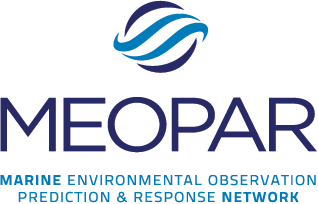 MEOPAR
MARINE ENVIRONMENTAL OBSERVATION
PREDICTION & RESPONSE NETWORK